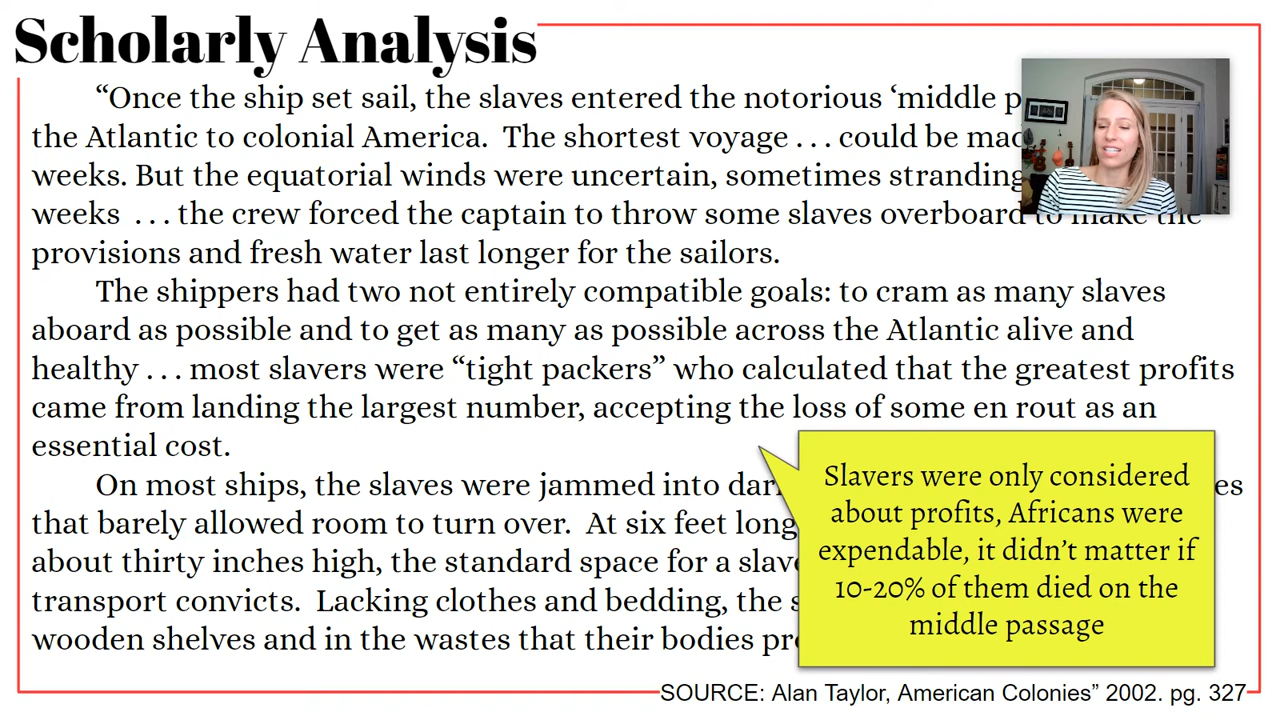 Scholarly Analysis
“Once the ship set sail, the slaves entered the notorious ‘middle
the Atlantic to colonial America. The shortest voyage . . . could be
weeks. But the equatorial winds were uncertain, sometimes stranding
weeks . . . the crew forced the captain to throw some slaves overboard to make the
provisions and fresh water last longer for the sailors.
The shippers had two not entirely compatible goals: to cram as many slaves
aboard as possible and to get as many as possible across the Atlantic alive and
healthy . . . most slavers were “tight packers” who calculated that the greatest profits
came from landing the largest number, accepting the loss of some en rout as an
essential cost.
On most ships, the slaves were jammed into
that barely allowed room to turn over. At six feet long
about thirty inches high, the standard space for a
transport convicts. Lacking clothes and bedding, the
wooden shelves and in the wastes that their bodies
Slavers were only considered
about profits, Africans were
expendable, it didn’t matter if
10-20% of them died on the
middle passage
SOURCE: Alan Taylor, American Colonies” 2002. pg. 327